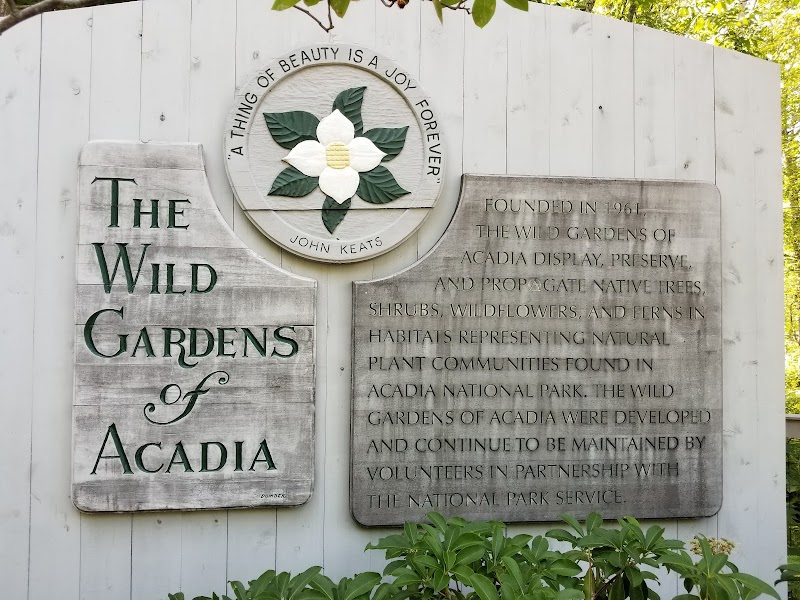 "A THING OF BEAUTY IS A JOY FOREVER"
JOHN KEATS
THE
WILD
GARDENS
of
ACADIA
FOUNDED IN 1961,
THE WILD GARDENS OF
ACADIA DISPLAY, PRESERVE,
AND PROPAGATE NATIVE TREES,
SHRUBS, WILDFLOWERS, AND FERNS IN
HABITATS REPRESENTING NATURAL
PLANT COMMUNITIES FOUND IN
ACADIA NATIONAL PARK. THE WILD
GARDENS OF ACADIA WERE DEVELOPED
AND CONTINUE TO BE MAINTAINED BY
VOLUNTEERS IN PARTNERSHIP WITH
THE NATIONAL PARK SERVICE.